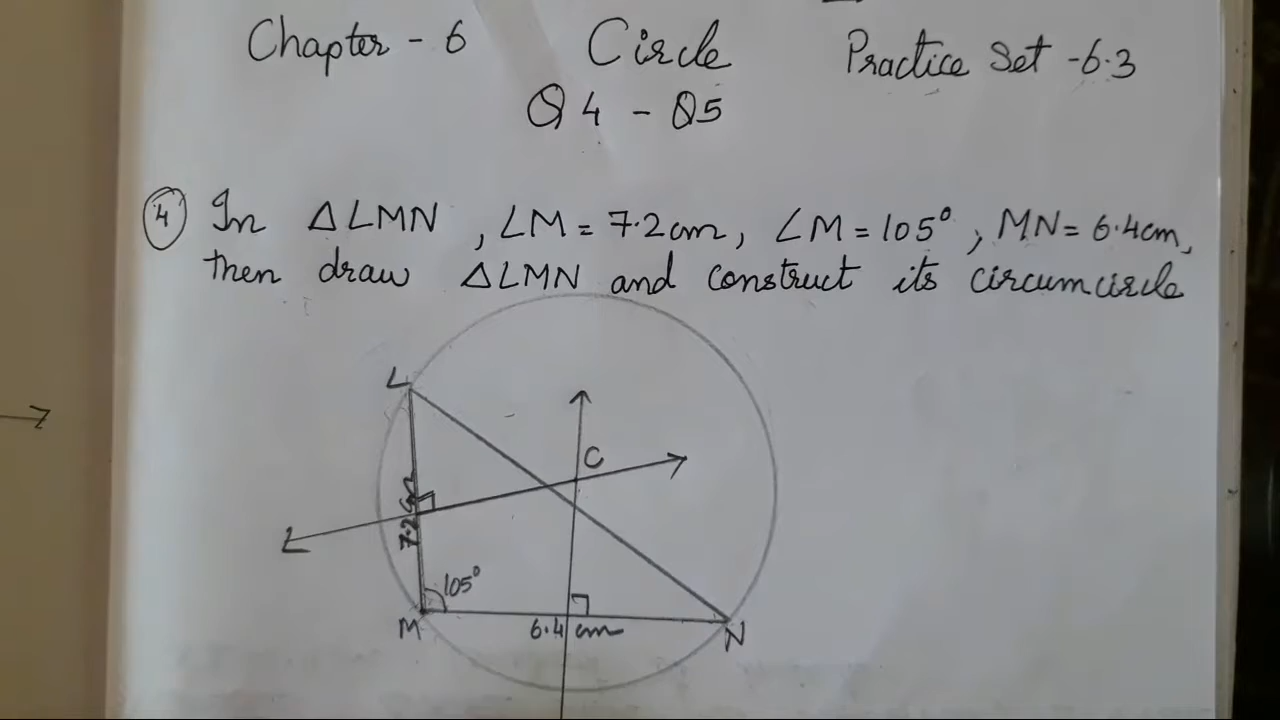 Chapter - 6 Circle Practice Set - 6.3
Q4 - Q5
4 In △LMN, ∠M = 7.2cm, ∠M = 105°, MN = 6.4cm,
then draw △LMN and construct its circumcircle
L
C
7.2 cm
105°
M 6.4 cm N